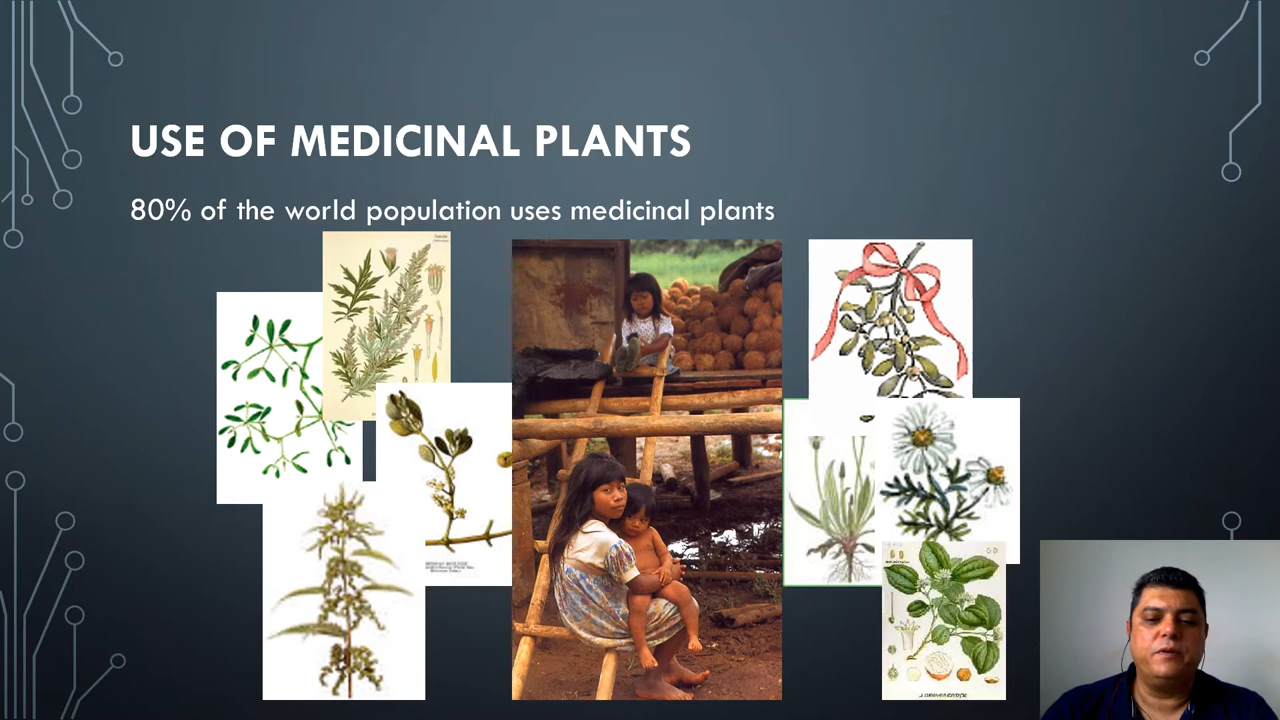 USE OF MEDICINAL PLANTS
80% of the world population uses medicinal plants